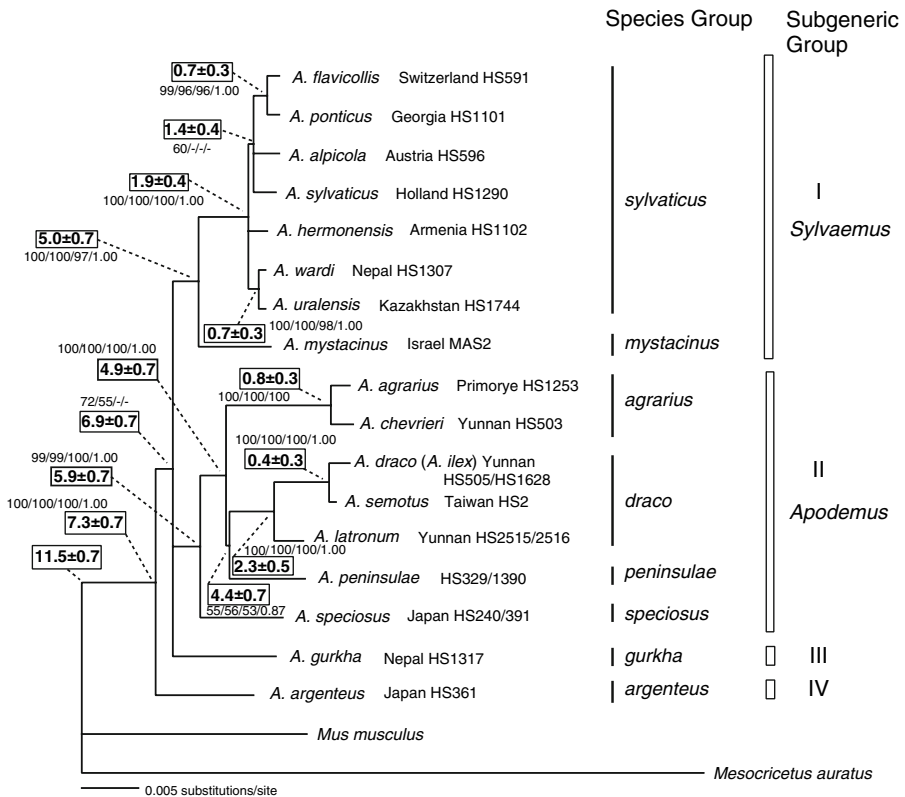 Species Group
Subgeneric
Group
0.7±0.3
99/96/96/1.00
A. flavicollis Switzerland HS591
A. ponticus Georgia HS1101
1.4±0.4
60/-/-/-
A. alpicola Austria HS596
1.9±0.4
100/100/100/1.00
A. sylvaticus Holland HS1290
sylvaticus
I
Sylvaemus
5.0±0.7
100/100/97/1.00
A. hermonensis Armenia HS1102
A. wardi Nepal HS1307
A. uralensis Kazakhstan HS1744
0.7±0.3
100/100/98/1.00
A. mystacinus Israel MAS2
mystacinus
100/100/100/1.00
4.9±0.7
0.8±0.3
100/100/100
A. agrarius Primorye HS1253
agrarius
72/55/-/-
6.9±0.7
A. chevrieri Yunnan HS503
100/100/100/1.00
0.4±0.3
99/99/100/1.00
5.9±0.7
A. draco (A. ilex) Yunnan
HS505/HS1628
II
Apodemus
draco
A. semotus Taiwan HS2
100/100/100/1.00
7.3±0.7
A. latronum Yunnan HS2515/2516
11.5±0.7
100/100/100/1.00
2.3±0.5
A. peninsulae HS329/1390
peninsulae
4.4±0.7
55/56/53/0.87
A. speciosus Japan HS240/391
speciosus
A. gurkha Nepal HS1317
gurkha
III
A. argenteus Japan HS361
argenteus
IV
Mus musculus
Mesocricetus auratus
0.005 substitutions/site